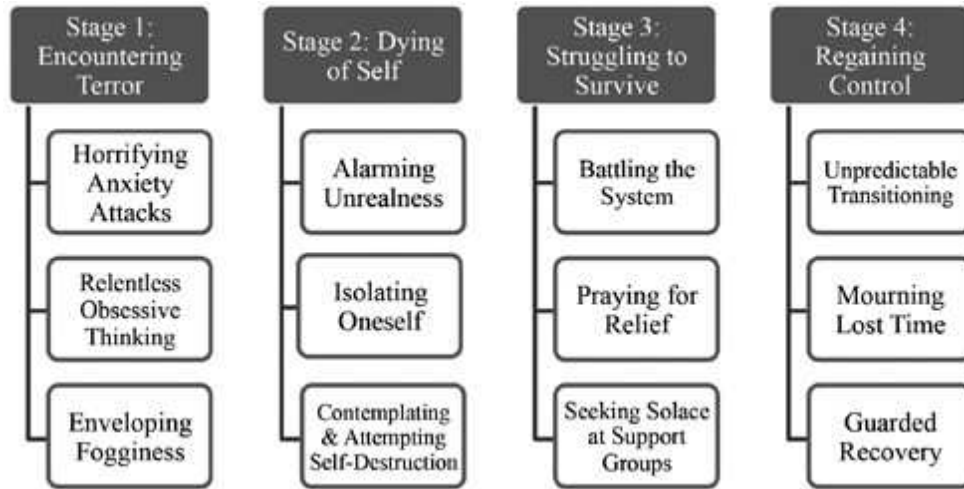 Stage 1:
Encountering
Terror
Horrifying
Anxiety
Attacks
Relentless
Obsessive
Thinking
Enveloping
Fogginess
Stage 2: Dying
of Self
Alarming
Unrealness
Isolating
Oneself
Contemplating
& Attempting
Self-Destruction
Stage 3:
Struggling to
Survive
Battling the
System
Praying for
Relief
Seeking Solace
at Support
Groups
Stage 4:
Regaining
Control
Unpredictable
Transitioning
Mourning
Lost Time
Guarded
Recovery